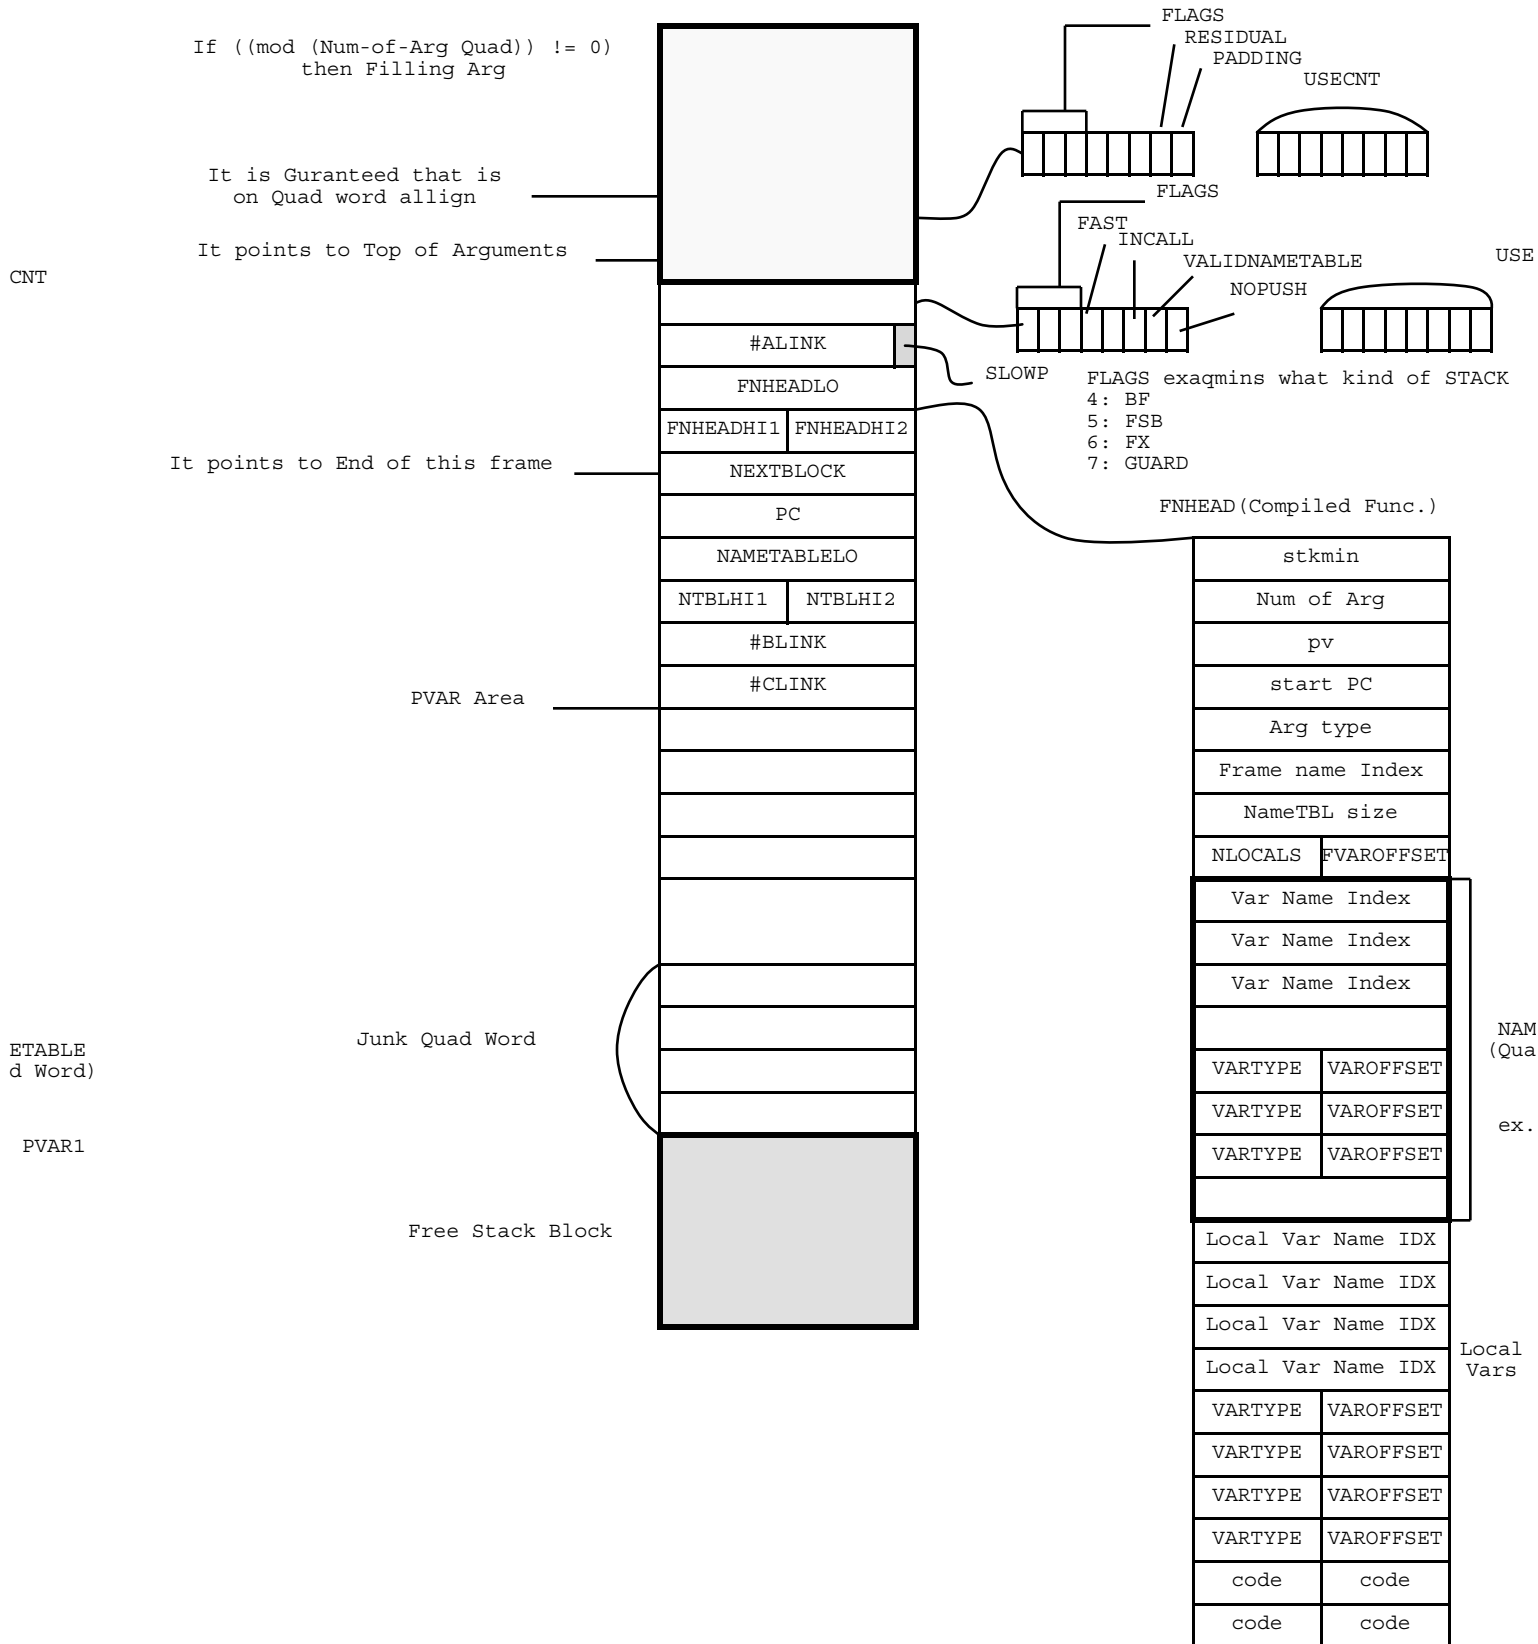 If ((mod (Num-of-Arg Quad)) != 0)
then Filling Arg
FLAGS
RESIDUAL
PADDING
USECNT
It is Guranteed that is
on Quad word allign
FLAGS
FAST
INCALL
VALIDNAMETABLE
NOPUSH
USE
It points to Top of Arguments
CNT
#ALINK
SLOWP
FLAGS exaqmins what kind of STACK
4: BF
5: FSB
6: FX
7: GUARD
FNHEADLO
FNHEADHI1 FNHEADHI2
It points to End of this frame
NEXTBLOCK
PC
NAMETABLELO
NTBLHI1 NTBLHI2
#BLINK
#CLINK
PVAR Area
FNHEAD(Compiled Func.)
stkmin
Num of Arg
pv
start PC
Arg type
Frame name Index
NameTBL size
NLOCALS FVAROFFSET
Var Name Index
Var Name Index
Var Name Index
VARTYPE VAROFFSET
VARTYPE VAROFFSET
VARTYPE VAROFFSET
NAM
(Qua
ex.
Junk Quad Word
ETABLE
d Word)
PVAR1
Free Stack Block
Local Var Name IDX
Local Var Name IDX
Local Var Name IDX
Local Var Name IDX
Local
Vars
VARTYPE VAROFFSET
VARTYPE VAROFFSET
VARTYPE VAROFFSET
VARTYPE VAROFFSET
code code
code code